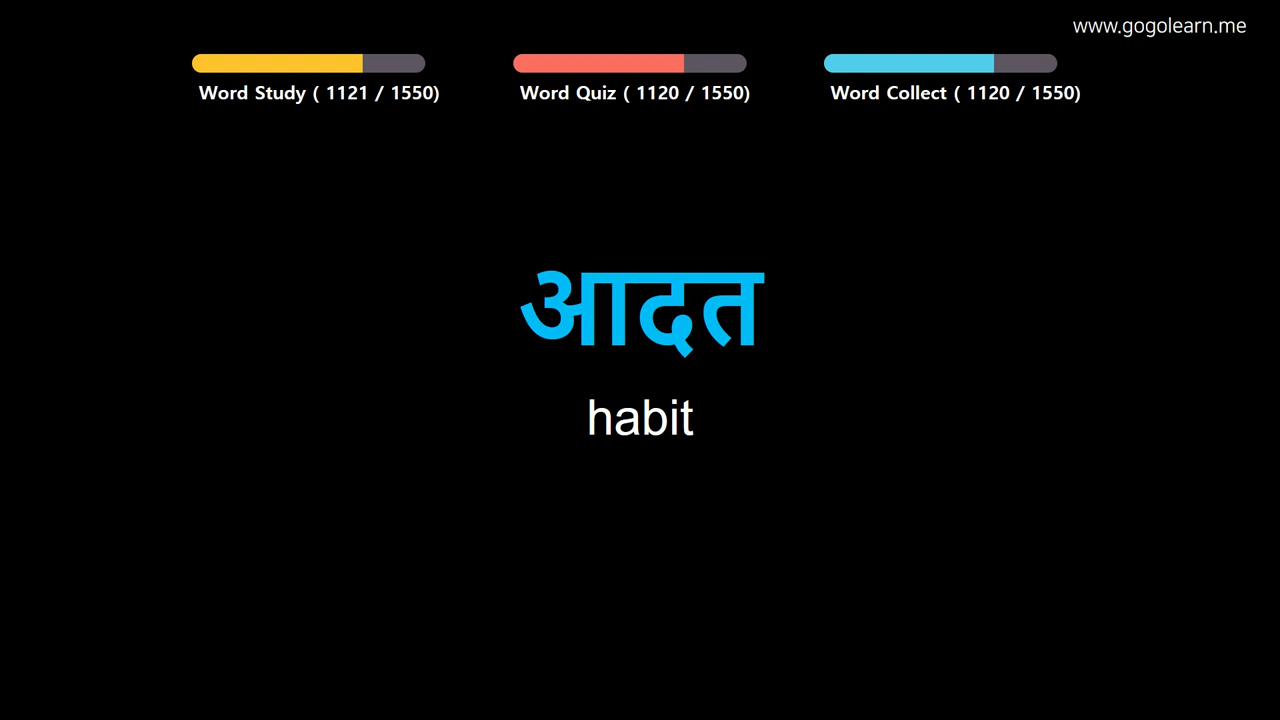 www.gogolearn.me
Word Study ( 1121 / 1550)
Word Quiz ( 1120 / 1550)
Word Collect ( 1120 / 1550)
आदत
habit